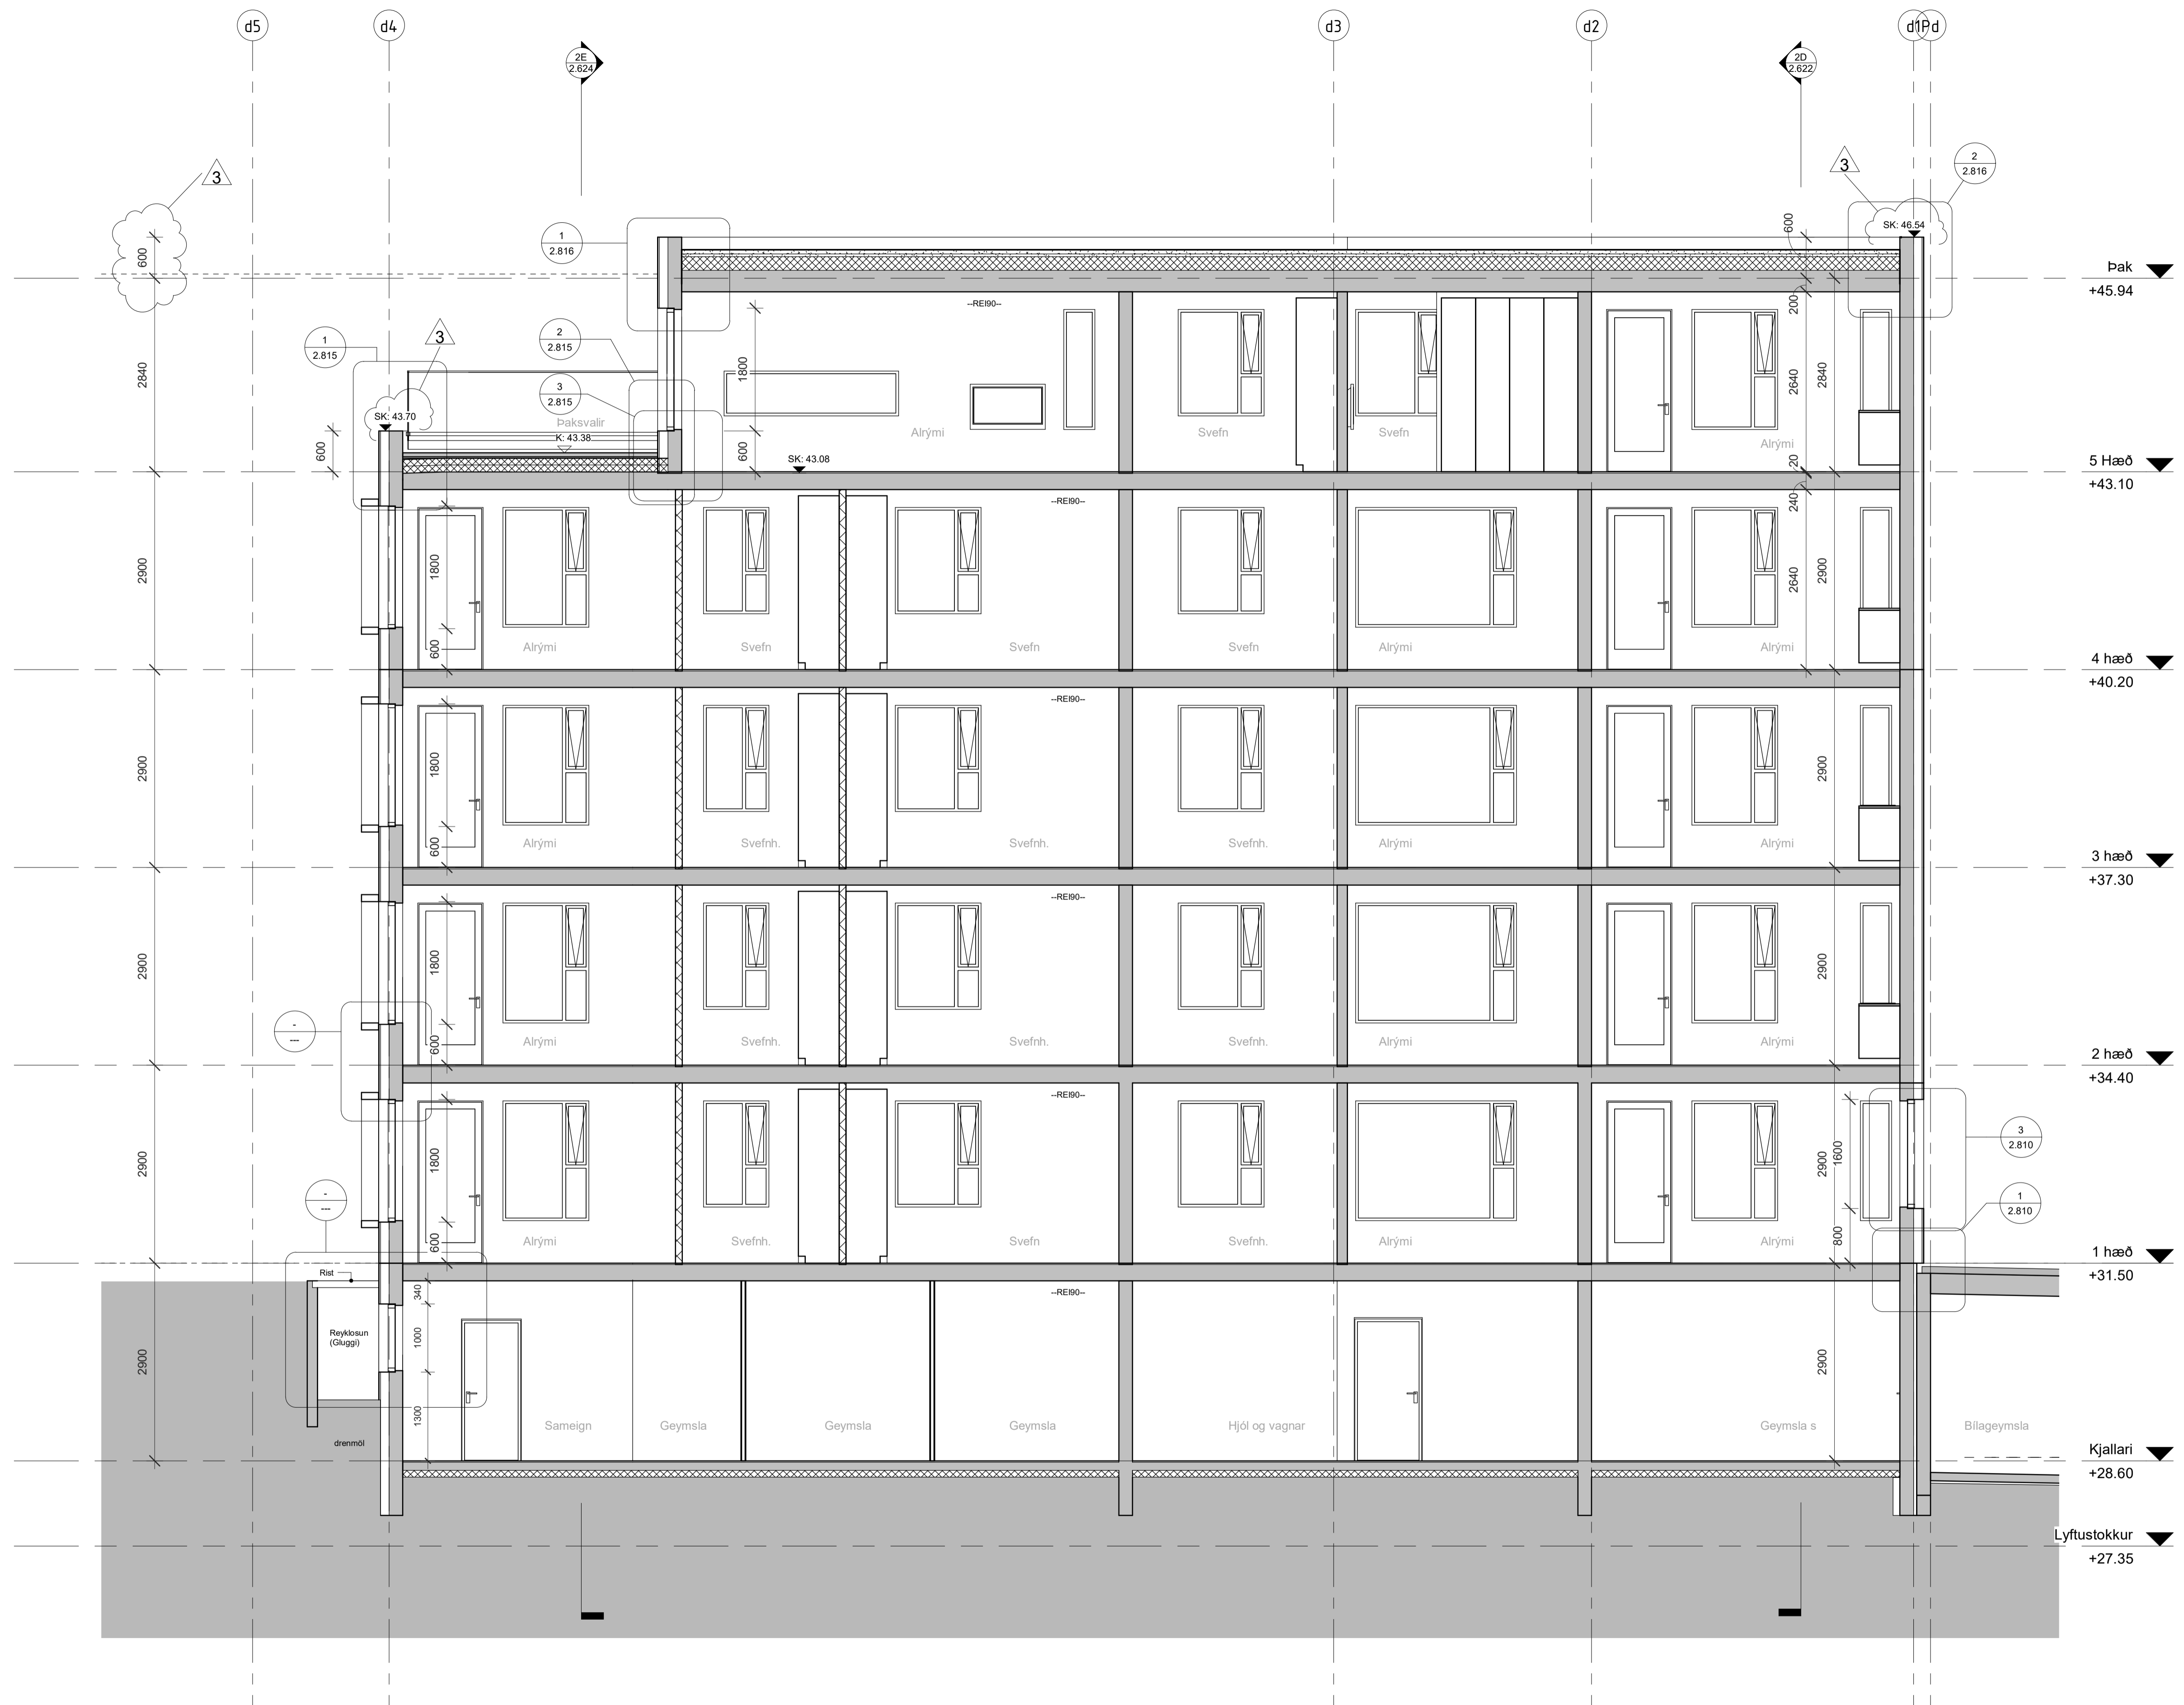 d5
d4
d3
d2
d1
Pd
2E
2.624
2D
2.622
3
3
2
2.816
600
600
SK: 46.54
1
2.816
Þak
+45.94
--REI90--
200
1
2.815
3
2
2.815
3
2.815
2840
1800
2640
2840
SK: 43.70
Þaksvalir
K: 43.38
Alrými
Svefn
Svefn
Alrými
600
600
SK: 43.08
20
5 Hæð
+43.10
--REI90--
240
2900
1800
2640
2900
600
Alrými
Svefn
Svefn
Svefn
Alrými
Alrými
4 hæð
+40.20
--REI90--
2900
1800
2900
600
Alrými
Svefnh.
Svefnh.
Svefnh.
Alrými
Alrými
3 hæð
+37.30
--REI90--
2900
1800
2900
-
---
600
Alrými
Svefnh.
Svefnh.
Svefnh.
Alrými
Alrými
2 hæð
+34.40
--REI90--
2900
1800
2900
1600
3
2.810
-
---
1
2.810
600
Alrými
Svefnh.
Svefn
Svefnh.
Alrými
Alrými
800
1 hæð
+31.50
Rist
340
--REI90--
Reyklosun
(Gluggi)
1000
2900
2900
1300
Sameign
Geymsla
Geymsla
Geymsla
Hjól og vagnar
Geymsla s
Bílageymsla
drenmöl
Kjallari
+28.60
Lyftustokkur
+27.35